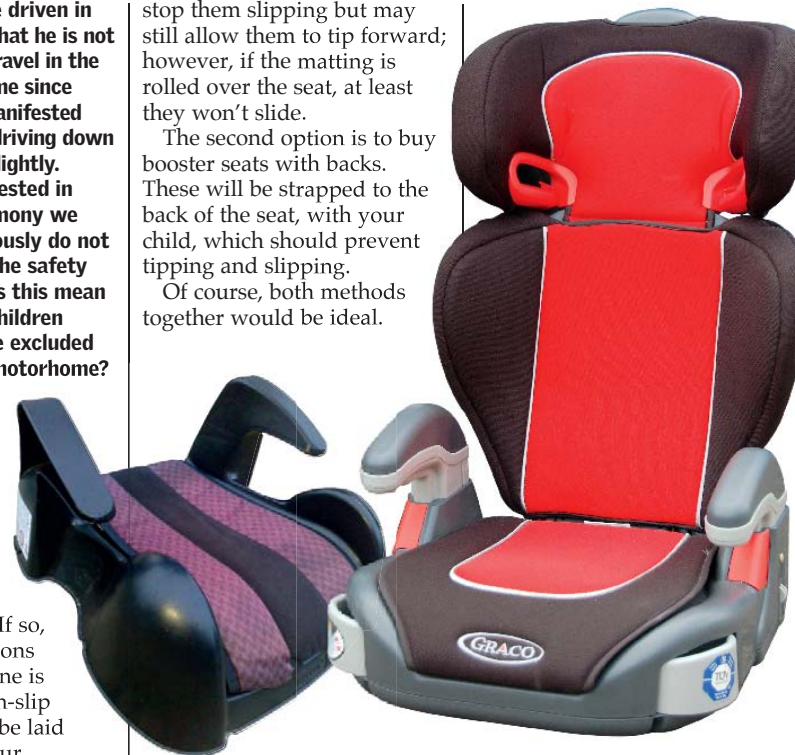 e driven in
hat he is not
ravel in the
ne since
anifested
driving down
lightly.
ested in
mony we
ously do not
he safety
s this mean
hildren
e excluded
notorhome?
If so,
ons
ne is
n-slip
be laid
ur
stop them slipping but may
still allow them to tip forward;
however, if the matting is
rolled over the seat, at least
they won't slide.
The second option is to buy
booster seats with backs.
These will be strapped to the
back of the seat, with your
child, which should prevent
tipping and slipping.
Of course, both methods
together would be ideal.
GRACO
TÜV